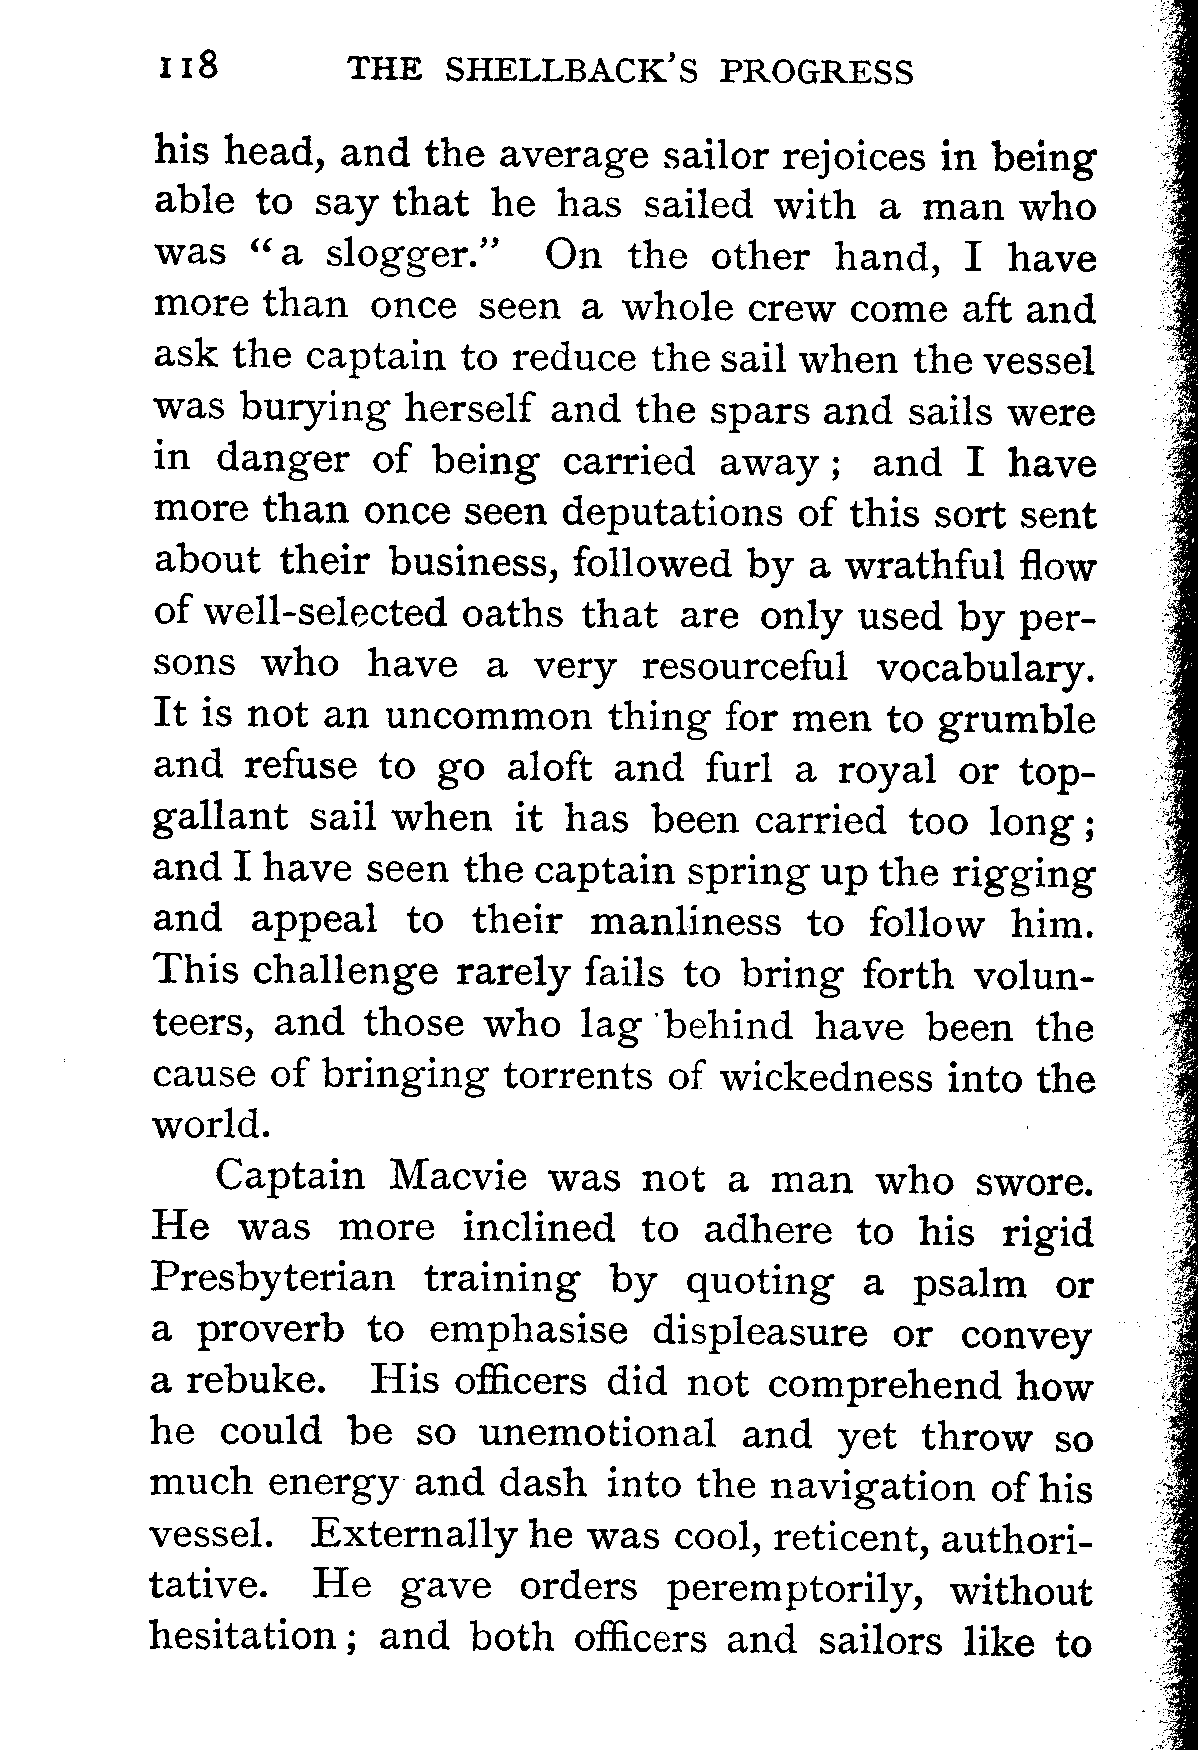 118 THE SHELLBACK'S PROGRESS
his head, and the average sailor rejoices in being
able to say that he has sailed with a man who
was "a slogger." On the other hand, I have
more than once seen a whole crew come aft and
ask the captain to reduce the sail when the vessel
was burying herself and the spars and sails were
in danger of being carried away; and I have
more than once seen deputations of this sort sent
about their business, followed by a wrathful flow
of well-selected oaths that are only used by per-
sons who have a very resourceful vocabulary.
It is not an uncommon thing for men to grumble
and refuse to go aloft and furl a royal or top-
gallant sail when it has been carried too long;
and I have seen the captain spring up the rigging
and appeal to their manliness to follow him.
This challenge rarely fails to bring forth volun-
teers, and those who lag behind have been the
cause of bringing torrents of wickedness into the
world.
Captain Macvie was not a man who swore.
He was more inclined to adhere to his rigid
Presbyterian training by quoting a psalm or
a proverb to emphasise displeasure or convey
a rebuke. His officers did not comprehend how
he could be so unemotional and yet throw so
much energy and dash into the navigation of his
vessel. Externally he was cool, reticent, authori-
tative. He gave orders peremptorily, without
hesitation; and both officers and sailors like to